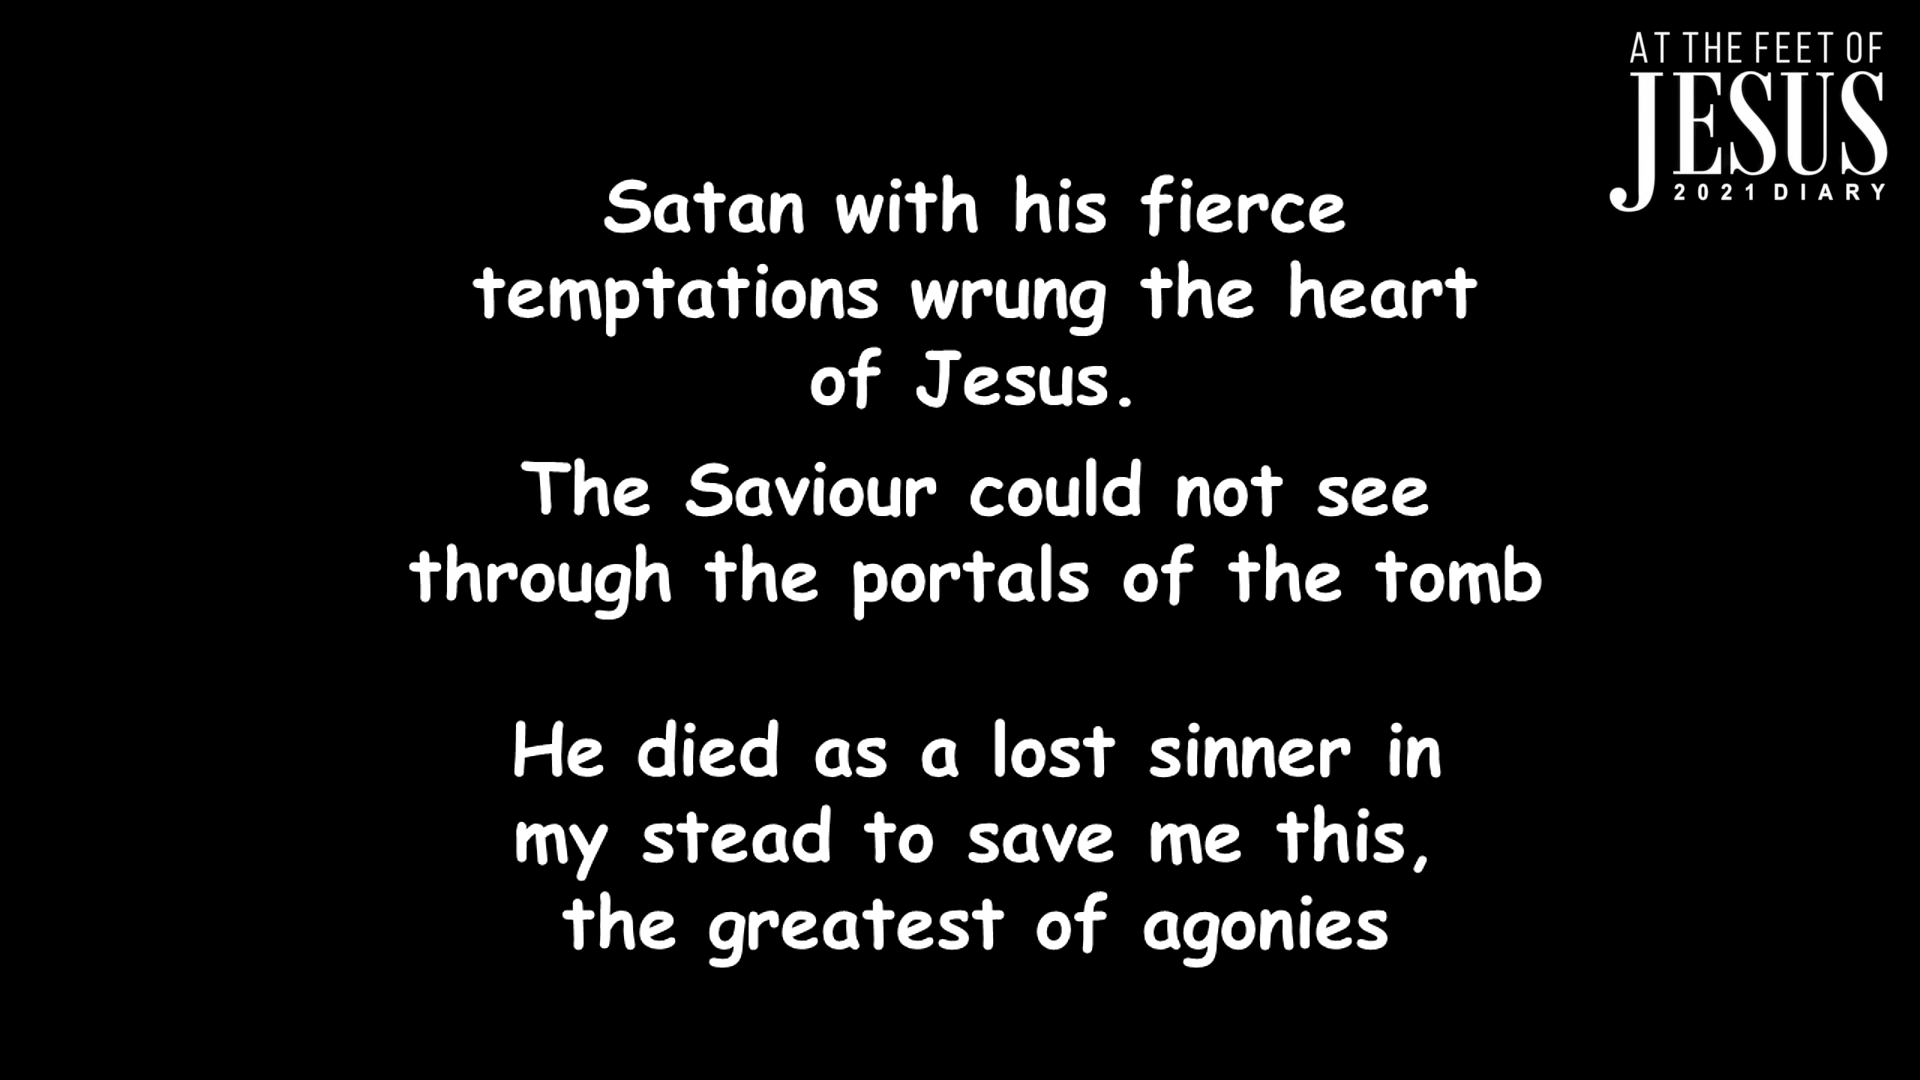 AT THE FEET OF
JESUS
2021 DIARY
Satan with his fierce
temptations wrung the heart
of Jesus.
The Saviour could not see
through the portals of the tomb
He died as a lost sinner in
my stead to save me this,
the greatest of agonies